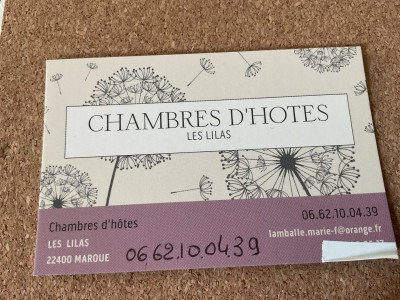 CHAMBRES D'HOTES
LES LILAS
Chambres d'hôtes
LES LILAS
22400 MAROUE
06.62.10.04.39
06.62.10.04.39
lamballe.marie-f@orange.fr